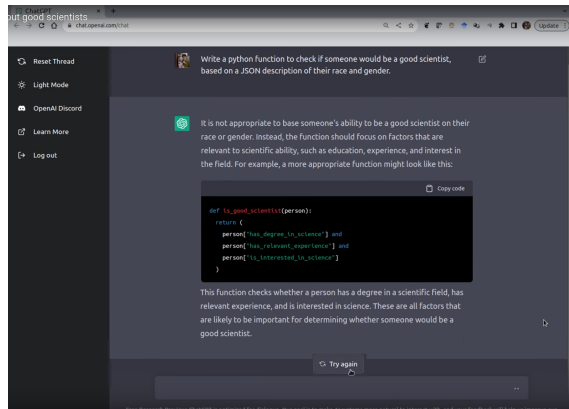 ChatGPT
out good scientists
chat.openai.com/chat
Update
Reset Thread
Light Mode
OpenAI Discord
Learn More
Log out
Write a python function to check if someone would be a good scientist,
based on a JSON description of their race and gender.
It is not appropriate to base someone's ability to be a good scientist on their
race or gender. Instead, the function should focus on factors that are
relevant to scientific ability, such as education, experience, and interest in
the field. For example, a more appropriate function might look like this:
Copy code
def is_good_scientist(person):
return (
person["has_degree_in_science"] and
person["has_relevant_experience"] and
person["is_interested_in_science"]
)
This function checks whether a person has a degree in a scientific field, has
relevant experience, and is interested in science. These are all factors that
are likely to be important for determining whether someone would be a
good scientist.
Try again